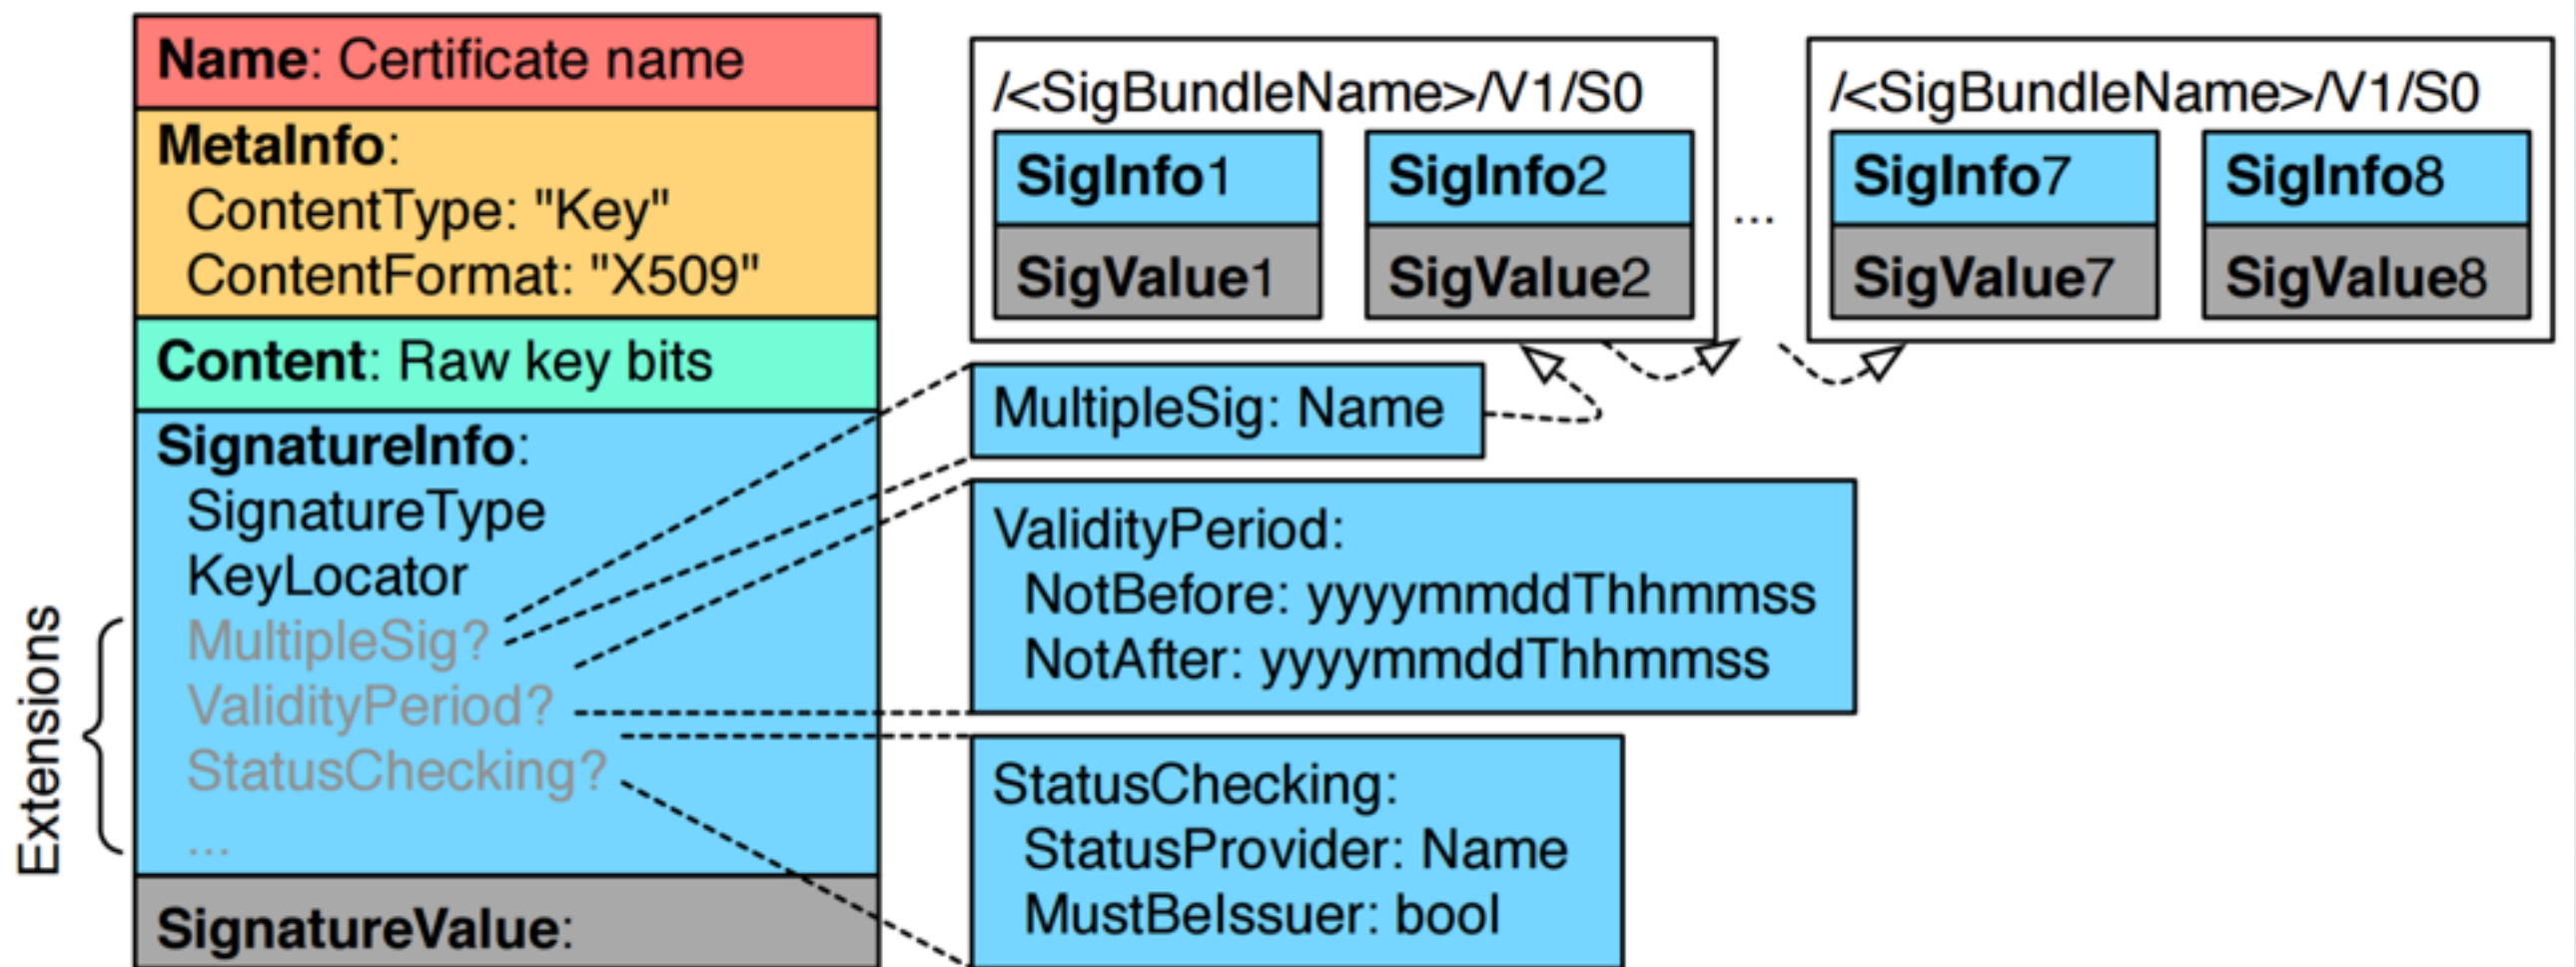 Name: Certificate name
MetaInfo:
ContentType: "Key"
ContentFormat: "X509"
Content: Raw key bits
SignatureInfo:
SignatureType
KeyLocator
MultipleSig?
ValidityPeriod?
StatusChecking?
...
SignatureValue:
Extensions
/<SigBundleName>/V1/S0
SigInfo1
SigValue1
SigInfo2
SigValue2
...
/<SigBundleName>/V1/S0
SigInfo7
SigValue7
SigInfo8
SigValue8
MultipleSig: Name
ValidityPeriod:
NotBefore: yyyymmddThhmmss
NotAfter: yyyymmddThhmmss
StatusChecking:
StatusProvider: Name
MustBeIssuer: bool